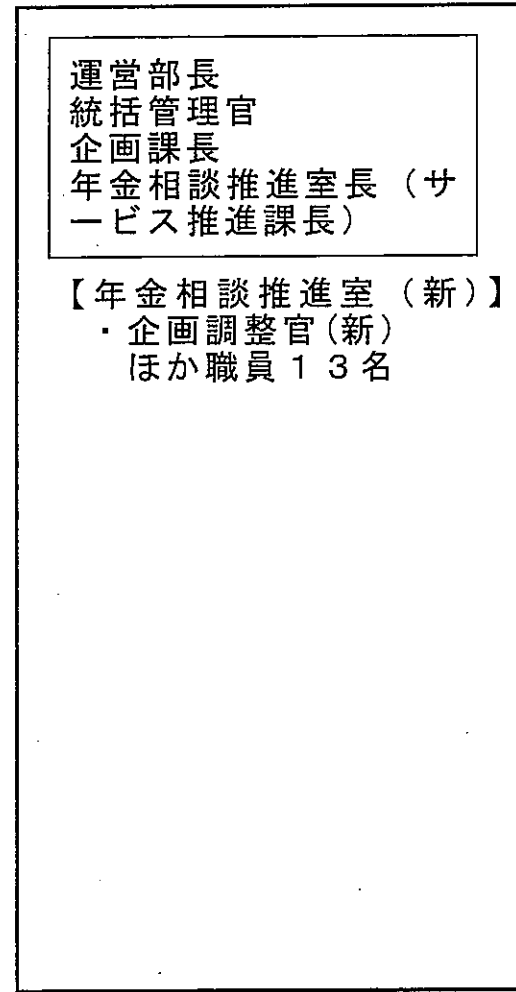 運営部長
統括管理官
企画課長
年金相談推進室長（サ
ービス推進課長）
【年金相談推進室（新）】
・企画調整官（新）
ほか職員１３名